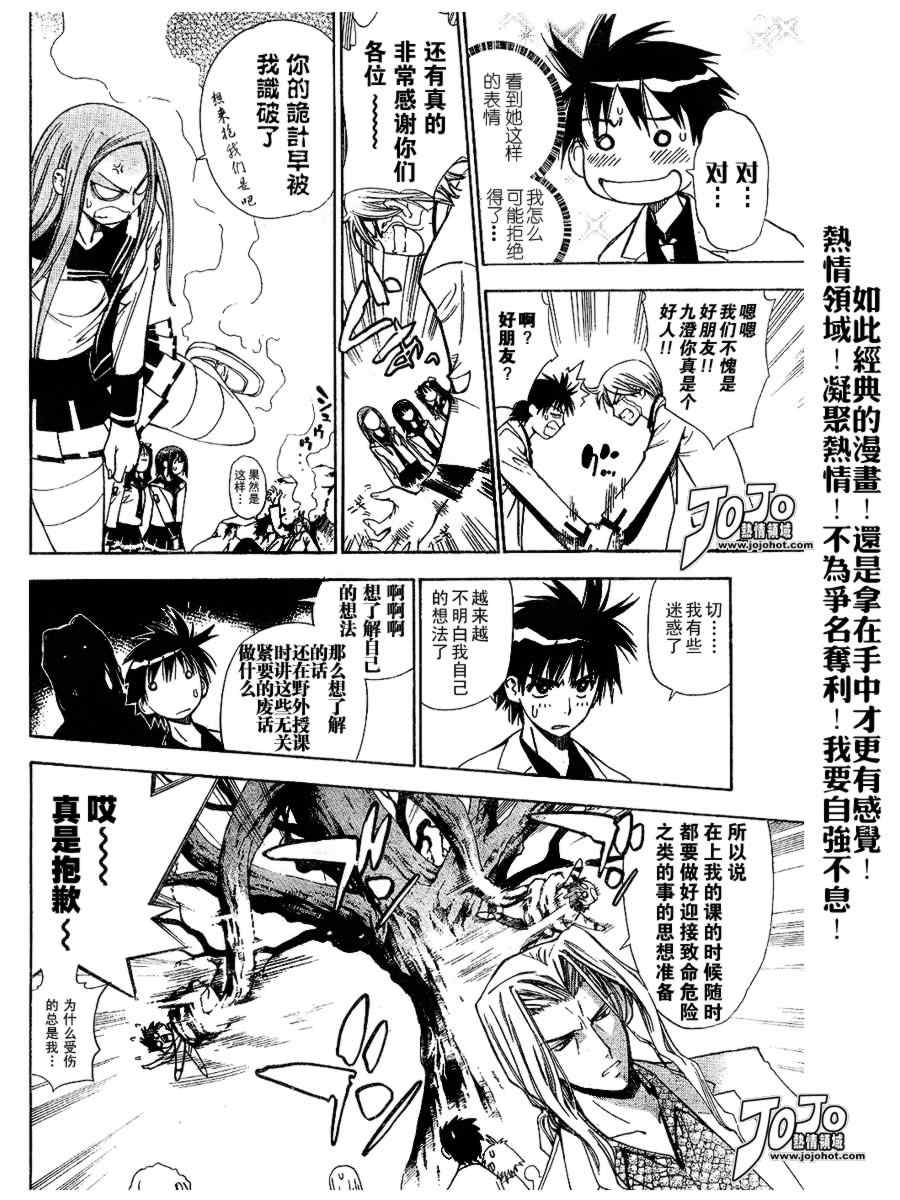 对…
对…
看到她这样
的表情
我怎么
可能拒绝
得了…
还有真的
非常感谢你们
各位～
你的詭計早被
我識破了
想来挖我们是吧
果然是
这样…
嗯嗯
我们不愧是
好朋友!!
九澄你真是个
好人!!
啊？
好朋友？
JOJO
熱情領域
www.jojohot.com
切……
我有些
迷惑了
越来越
不明白我自己
的想法了
啊啊啊
想了解自己
的想法
那么想了解
的话
还在野外授课
时讲这些无关
紧要的废话
做什么
所以说
在上我的课的时候随时
都要做好迎接致命危险
之类的事的思想准备
哎～
真是抱歉～
为什么受伤
的总是我…
JOJO
熱情領域
www.jojohot.com
如此經典的漫畫！還是拿在手中才更有感覺！
熱情領域！凝聚熱情！不為爭名奪利！我要自強不息！